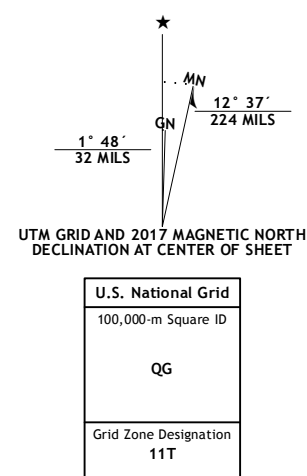 ★
MN
GN
12° 37´
224 MILS
1° 48´
32 MILS
UTM GRID AND 2017 MAGNETIC NORTH
DECLINATION AT CENTER OF SHEET
U.S. National Grid
100,000-m Square ID
QG
Grid Zone Designation
11T